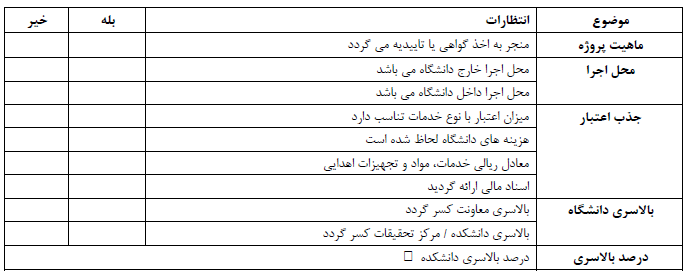 موضوع انتظارات بله خیر
ماهیت پروژه منجر به اخذ گواهی یا تاییدیه می گردد
محل اجرا محل اجرا خارج دانشگاه می باشد
محل اجرا داخل دانشگاه می باشد
جذب اعتبار میزان اعتبار با نوع خدمات تناسب دارد
هزینه های دانشگاه لحاظ شده است
معادل ریالی خدمات، مواد و تجهیزات اهدایی
اسناد مالی ارائه گردید
بالاسری دانشگاه بالاسری معاونت کسر گردد
بالاسری دانشکده / مرکز تحقیقات کسر گردد
درصد بالاسری درصد بالاسری دانشکده □